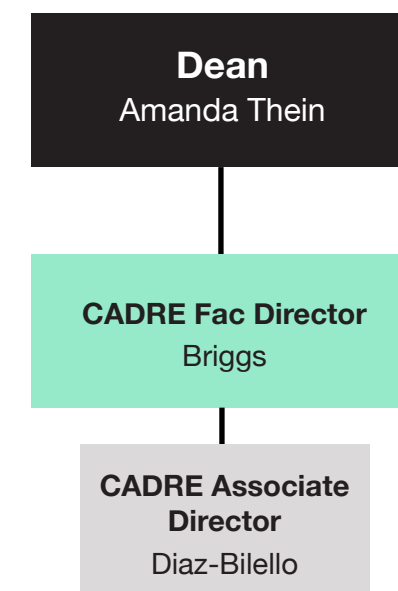 Dean
Amanda Thein
CADRE Fac Director
Briggs
CADRE Associate
Director
Diaz-Bilello